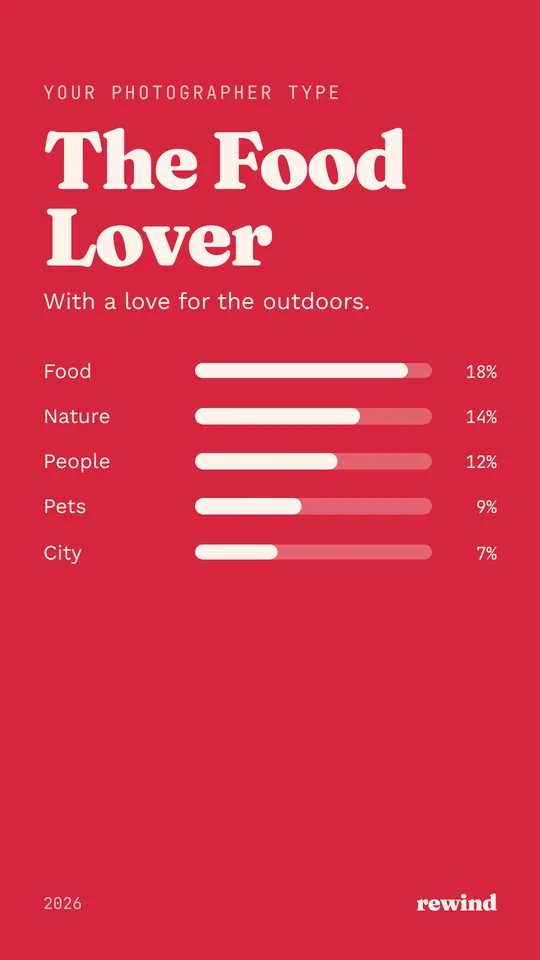 YOUR PHOTOGRAPHER TYPE
The Food
Lover
With a love for the outdoors.
Food 18%
Nature 14%
People 12%
Pets 9%
City 7%
2026 rewind